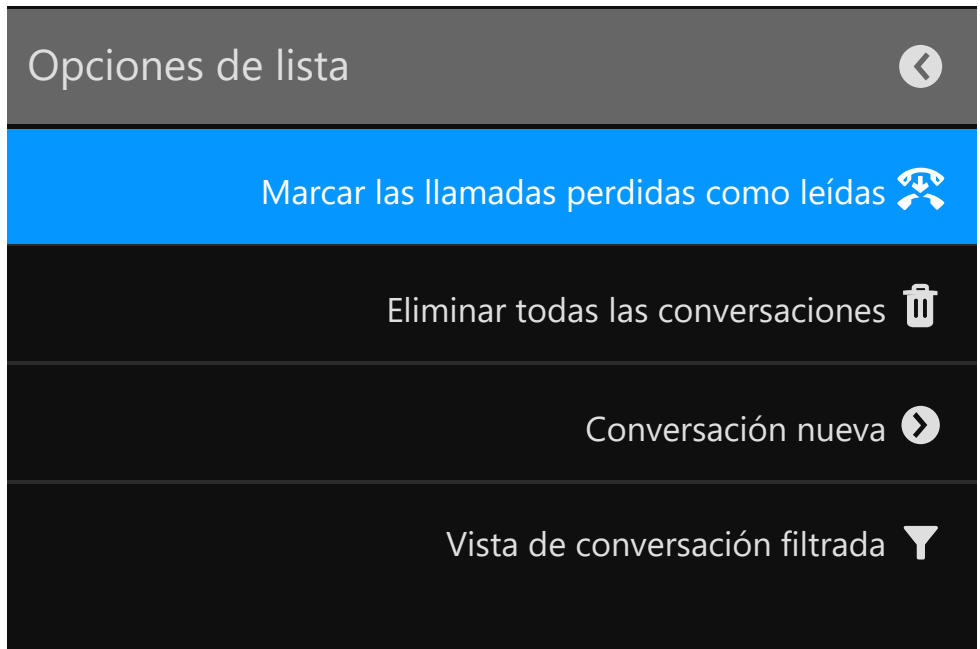 Opciones de lista
Marcar las llamadas perdidas como leídas
Eliminar todas las conversaciones
Conversación nueva
Vista de conversación filtrada